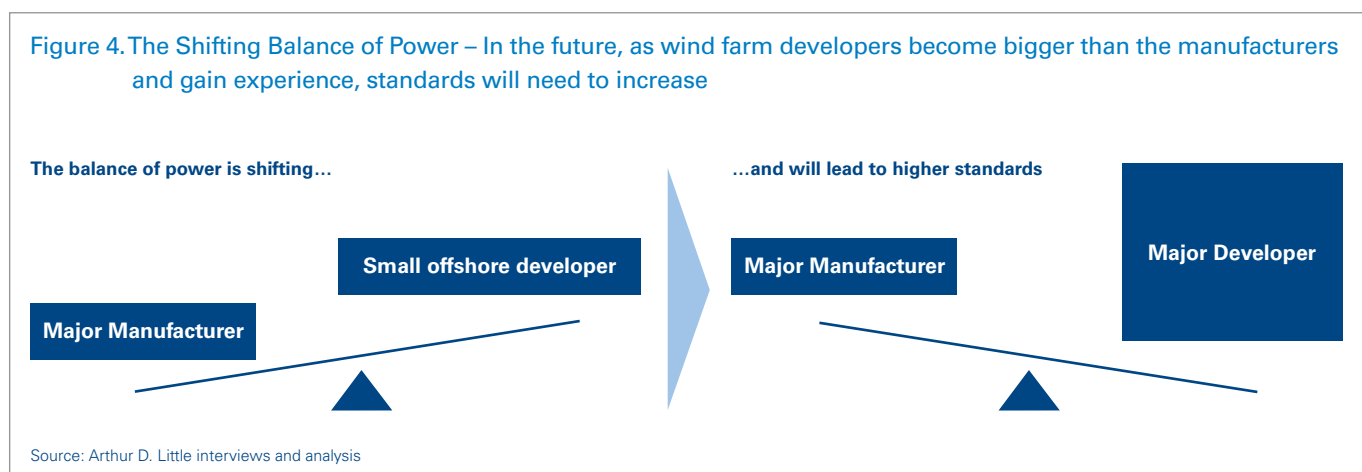 Figure 4. The Shifting Balance of Power – In the future, as wind farm developers become bigger than the manufacturers
and gain experience, standards will need to increase
The balance of power is shifting…
Small offshore developer
Major Manufacturer
…and will lead to higher standards
Major Manufacturer
Major Developer
Source: Arthur D. Little interviews and analysis